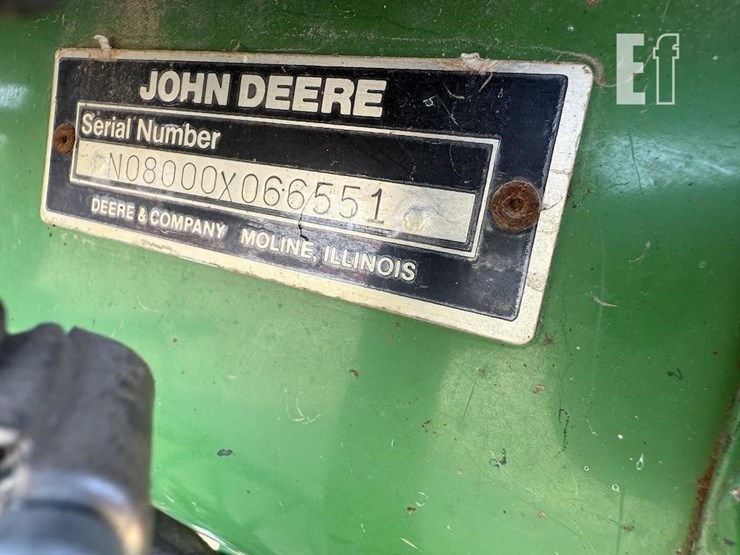 Ef
JOHN DEERE
Serial Number
N08000X066551
DEERE & COMPANY MOLINE, ILLINOIS